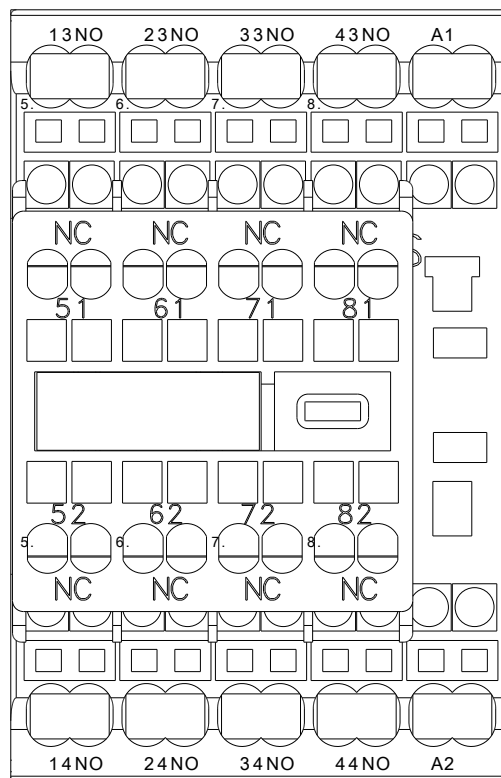 13NO 23NO 33NO 43NO A1
5. 6. 7. 8.
NC NC NC NC
51 61 71 81
52 62 72 82
5. 6. 7. 8.
NC NC NC NC
14NO 24NO 34NO 44NO A2